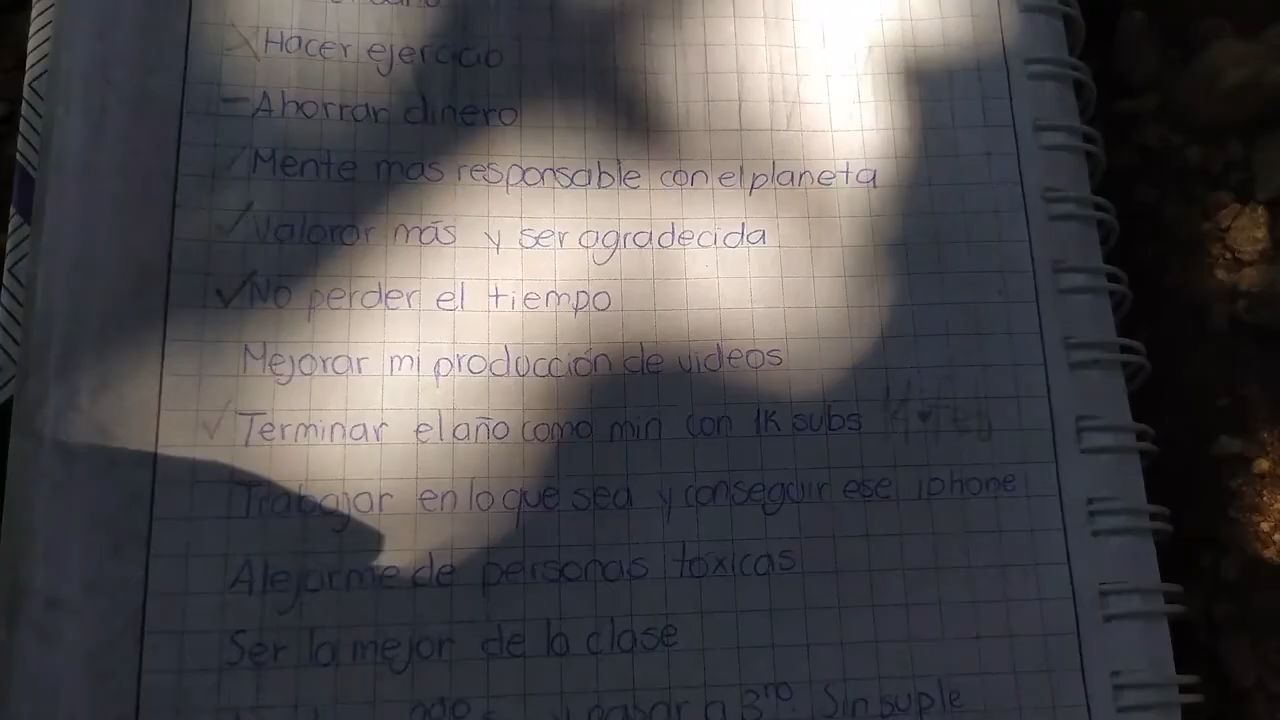 Hacer ejercicio
- Ahorrar dinero
Mente mas responsable con el planeta
✓ Valorar más y ser agradecida
✓ No perder el tiempo
Mejorar mi producción de videos
✓ Terminar el año como min con 1K subs
Trabajar en lo que sea y conseguir ese iphone
Alejarme de personas tóxicas
Ser la mejor de la clase
pasar a 3ro. Sin suple